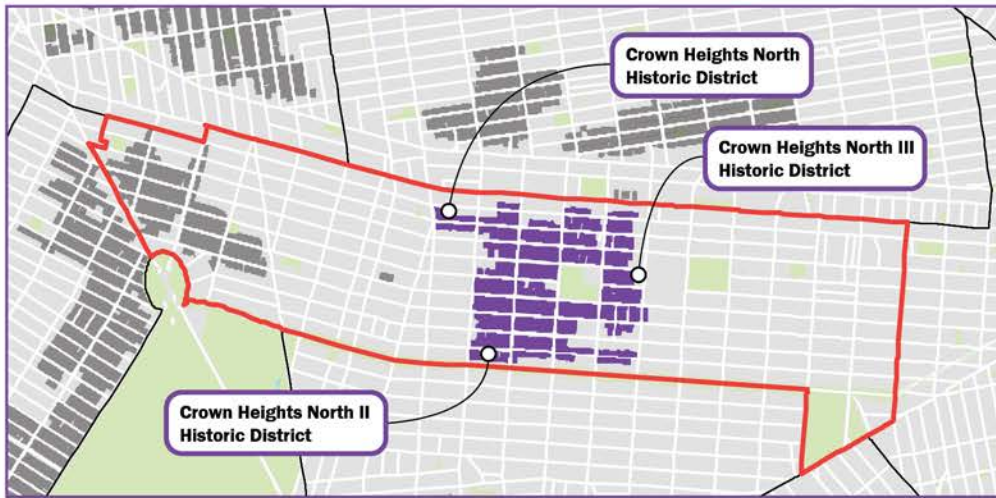 Crown Heights North
Historic District
Crown Heights North III
Historic District
Crown Heights North II
Historic District